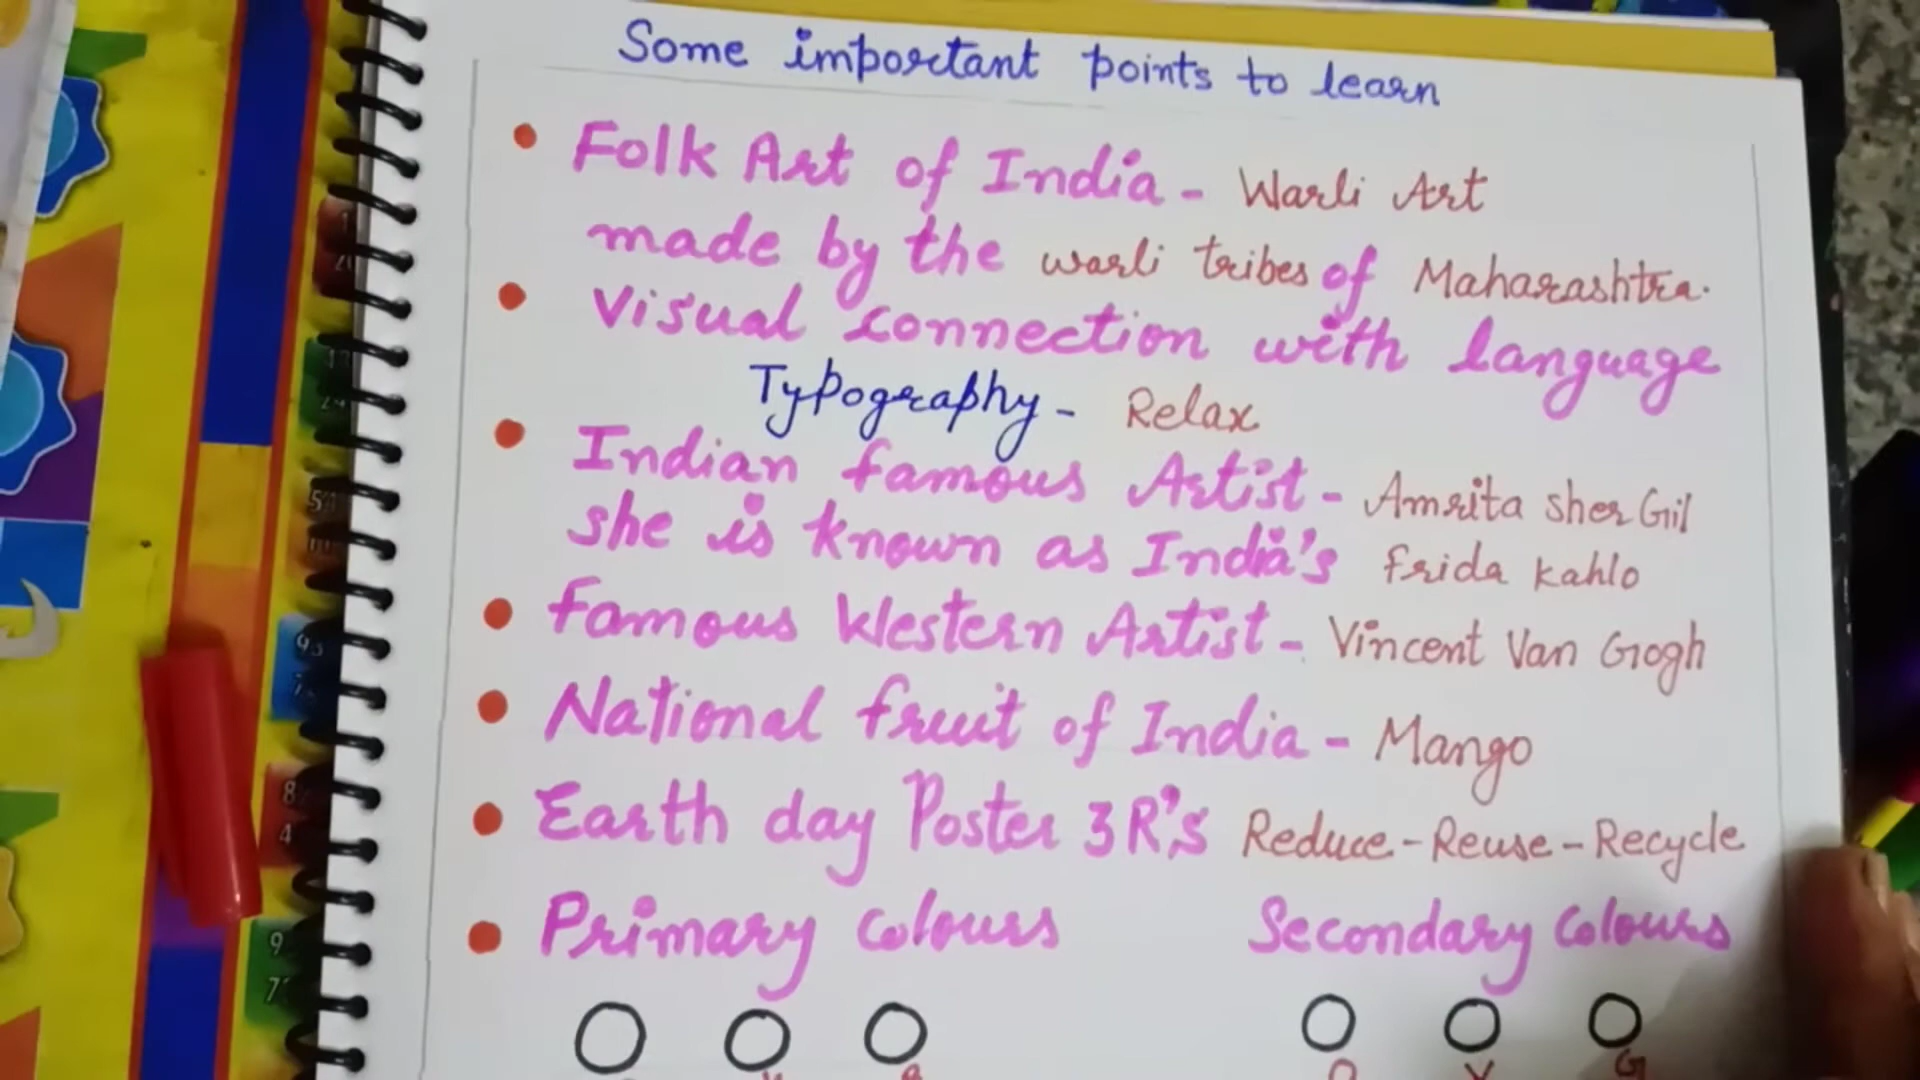 Some important points to learn
• Folk Art of India - Warli Art
made by the warli tribes of Maharashtra.
• Visual connection with language
Typography - Relax
• Indian famous Artist - Amrita sher Gil
she is known as India's frida kahlo
• famous Western Artist - Vincent Van Gogh
• National fruit of India - Mango
• Earth day Poster 3R's Reduce - Reuse - Recycle
• Primary colours Secondary colours
G